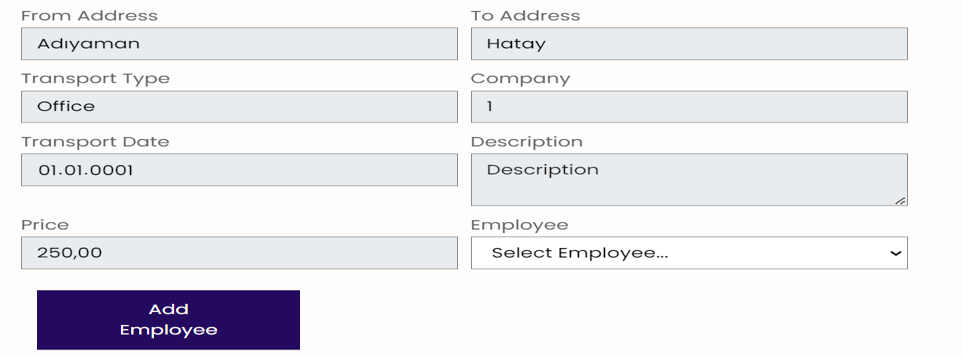 From Address
To Address
Adıyaman
Hatay
Transport Type
Company
Office
1
Transport Date
Description
01.01.0001
Description
Price
Employee
250,00
Select Employee...
Add
Employee